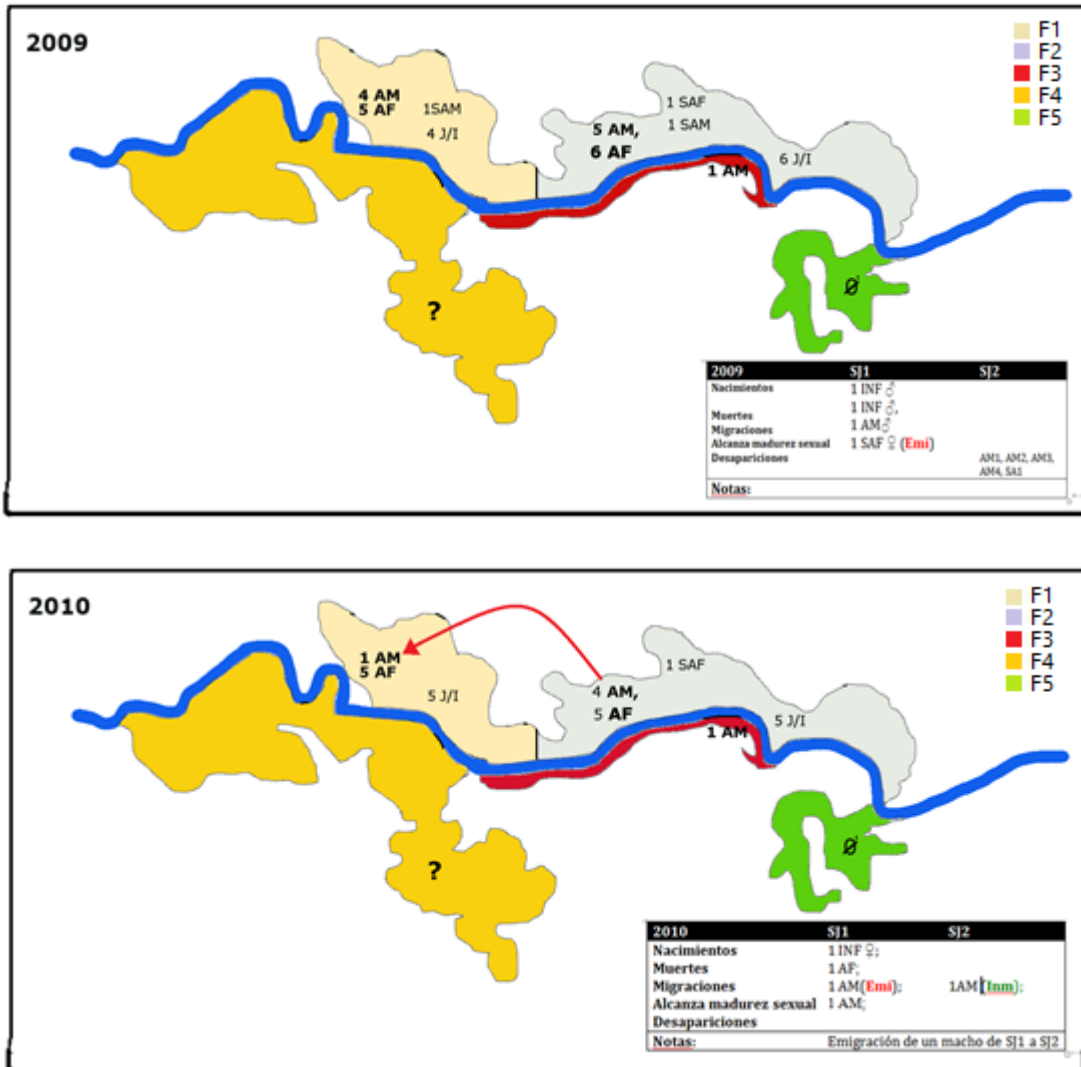 2009
F1
F2
F3
F4
F5
4 AM
5 AF
1SAM
4 J/I
1 SAF
1 SAM
5 AM,
6 AF
6 J/I
1 AM
?
Ø
2009 SJ1 SJ2
Nacimientos 1 INF ♂
1 INF ♂,
Muertes
Migraciones 1 AM♂
Alcanza madurez sexual 1 SAF ♀ (Emi)
Desapariciones AM1, AM2, AM3,
AM4, SA1
Notas:
2010
F1
F2
F3
F4
F5
1 AM
5 AF
5 J/I
1 SAF
4 AM,
5 AF
5 J/I
1 AM
?
Ø
2010 SJ1 SJ2
Nacimientos 1 INF ♀;
Muertes 1 AF;
Migraciones 1 AM(Emi); 1AM (Inm);
Alcanza madurez sexual 1 AM;
Desapariciones
Notas: Emigración de un macho de SJ1 a SJ2